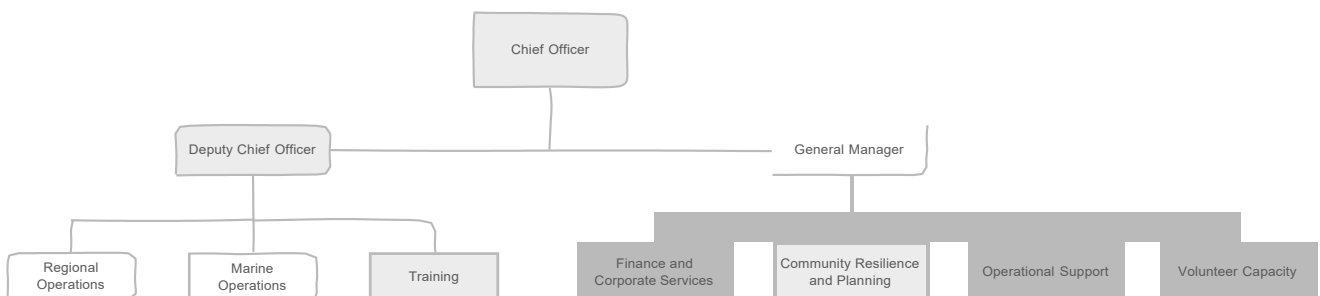 Chief Officer
Deputy Chief Officer
General Manager
Regional
Operations
Marine
Operations
Training
Finance and
Corporate Services
Community Resilience
and Planning
Operational Support
Volunteer Capacity